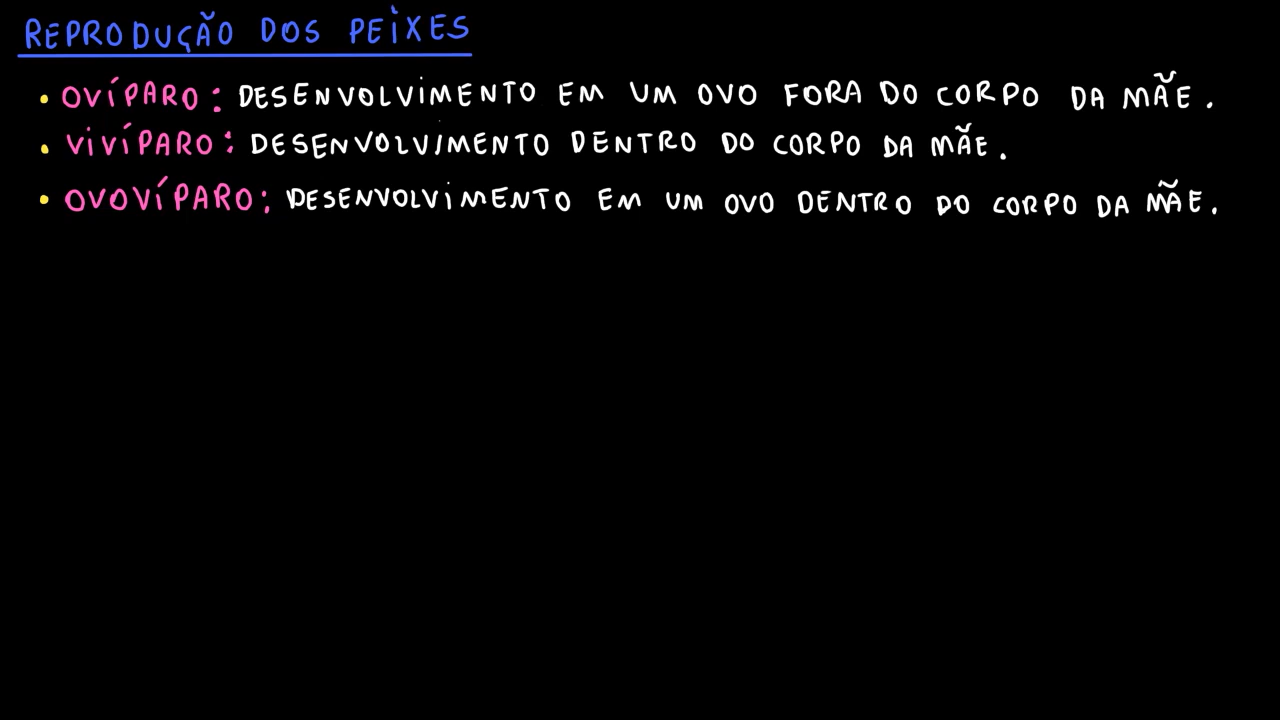 REPRODUÇÃO DOS PEIXES
• OVÍPARO: DESENVOLVIMENTO EM UM OVO FORA DO CORPO DA MÃE.
• VIVÍPARO: DESENVOLVIMENTO DENTRO DO CORPO DA MÃE.
• OVOVÍPARO: DESENVOLVIMENTO EM UM OVO DENTRO DO CORPO DA MÃE.